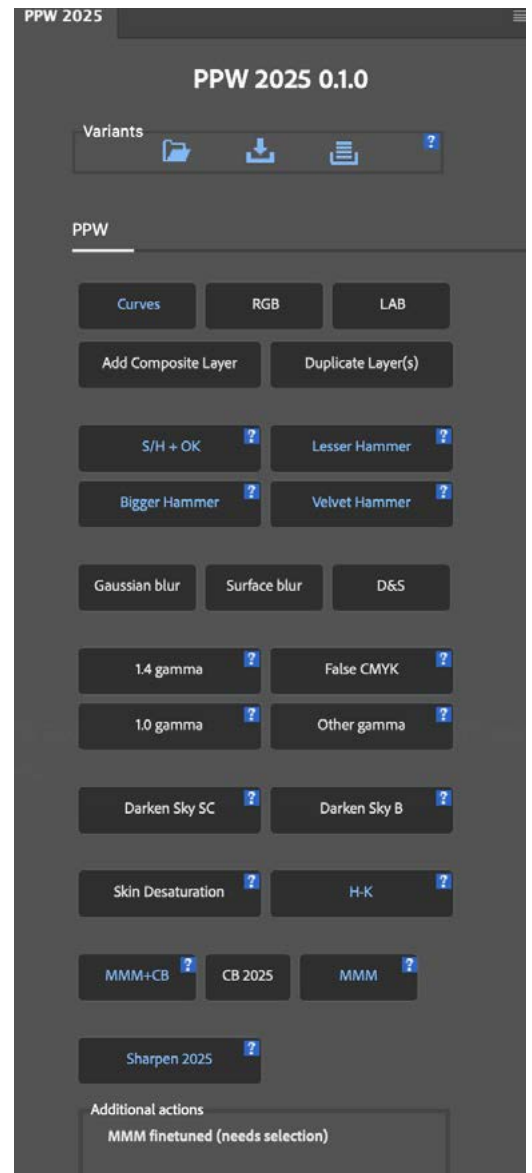 PPW 2025
PPW 2025 0.1.0
Variants
?
PPW
Curves RGB LAB
Add Composite Layer Duplicate Layer(s)
S/H + OK ? Lesser Hammer ?
Bigger Hammer ? Velvet Hammer ?
Gaussian blur Surface blur D&S
1.4 gamma ? False CMYK ?
1.0 gamma ? Other gamma ?
Darken Sky SC ? Darken Sky B ?
Skin Desaturation ? H-K ?
MMM+CB ? CB 2025 MMM ?
Sharpen 2025 ?
Additional actions
MMM finetuned (needs selection)